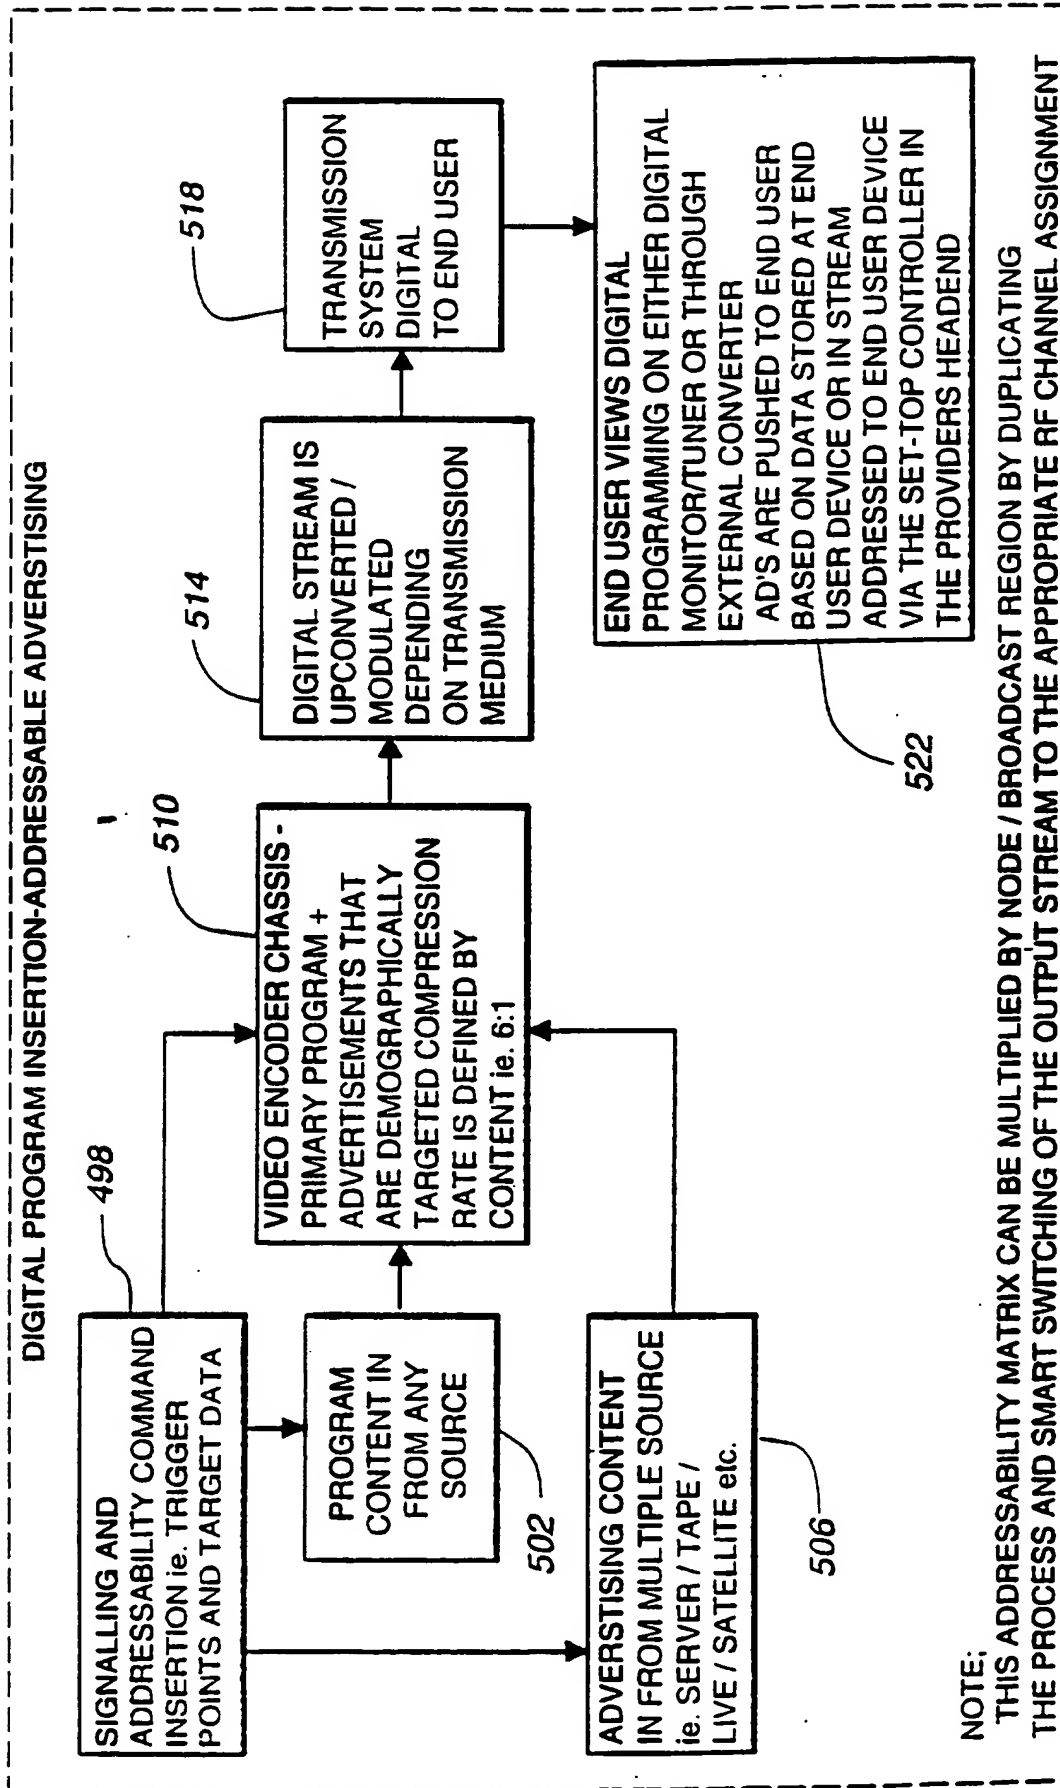 DIGITAL PROGRAM INSERTION-ADDRESSABLE ADVERSTISING
498
SIGNALLING AND
ADDRESSABILITY COMMAND
INSERTION ie. TRIGGER
POINTS AND TARGET DATA
PROGRAM
CONTENT IN
FROM ANY
SOURCE
502
ADVERSTISING CONTENT
IN FROM MULTIPLE SOURCE
ie. SERVER / TAPE /
LIVE / SATELLITE etc.
506
510
VIDEO ENCODER CHASSIS -
PRIMARY PROGRAM +
ADVERTISEMENTS THAT
ARE DEMOGRAPHICALLY
TARGETED COMPRESSION
RATE IS DEFINED BY
CONTENT ie. 6:1
514
DIGITAL STREAM IS
UPCONVERTED /
MODULATED
DEPENDING
ON TRANSMISSION
MEDIUM
518
TRANSMISSION
SYSTEM
DIGITAL
TO END USER
END USER VIEWS DIGITAL
PROGRAMMING ON EITHER DIGITAL
MONITOR/TUNER OR THROUGH
EXTERNAL CONVERTER
AD'S ARE PUSHED TO END USER
BASED ON DATA STORED AT END
USER DEVICE OR IN STREAM
ADDRESSED TO END USER DEVICE
VIA THE SET-TOP CONTROLLER IN
THE PROVIDERS HEADEND
522
NOTE;
THIS ADDRESSABILITY MATRIX CAN BE MULTIPLIED BY NODE / BROADCAST REGION BY DUPLICATING
THE PROCESS AND SMART SWITCHING OF THE OUTPUT STREAM TO THE APPROPRIATE RF CHANNEL ASSIGNMENT